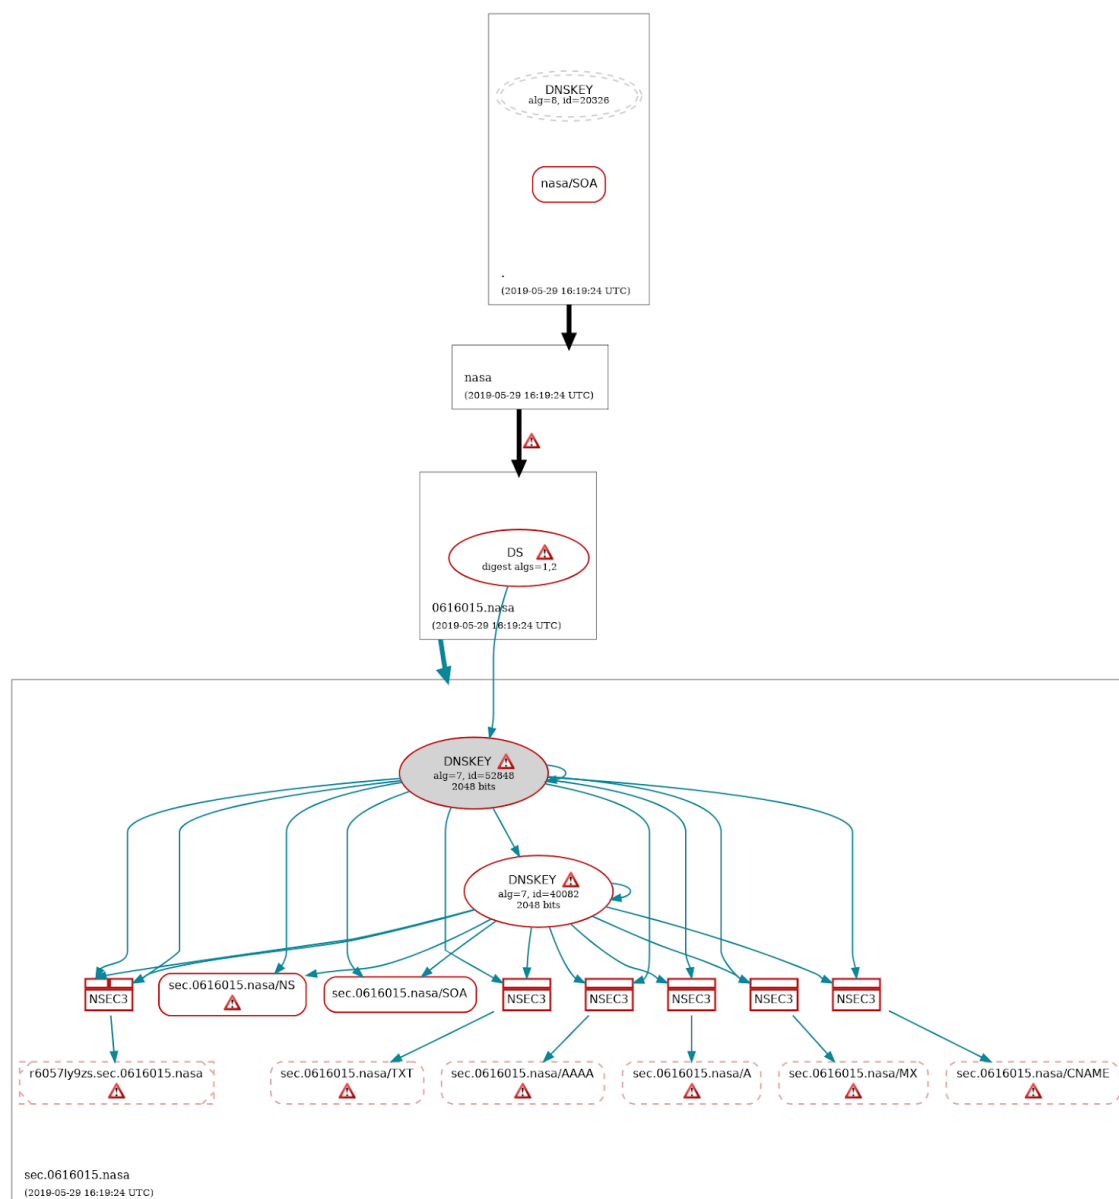 DNSKEY
alg=8, id=20326
nasa/SOA
.
(2019-05-29 16:19:24 UTC)
nasa
(2019-05-29 16:19:24 UTC)
DS
digest algs=1,2
0616015.nasa
(2019-05-29 16:19:24 UTC)
DNSKEY
alg=7, id=52848
2048 bits
DNSKEY
alg=7, id=40082
2048 bits
NSEC3
sec.0616015.nasa/NS
sec.0616015.nasa/SOA
NSEC3
NSEC3
NSEC3
NSEC3
NSEC3
r6057ly9zs.sec.0616015.nasa
sec.0616015.nasa/TXT
sec.0616015.nasa/AAAA
sec.0616015.nasa/A
sec.0616015.nasa/MX
sec.0616015.nasa/CNAME
sec.0616015.nasa
(2019-05-29 16:19:24 UTC)